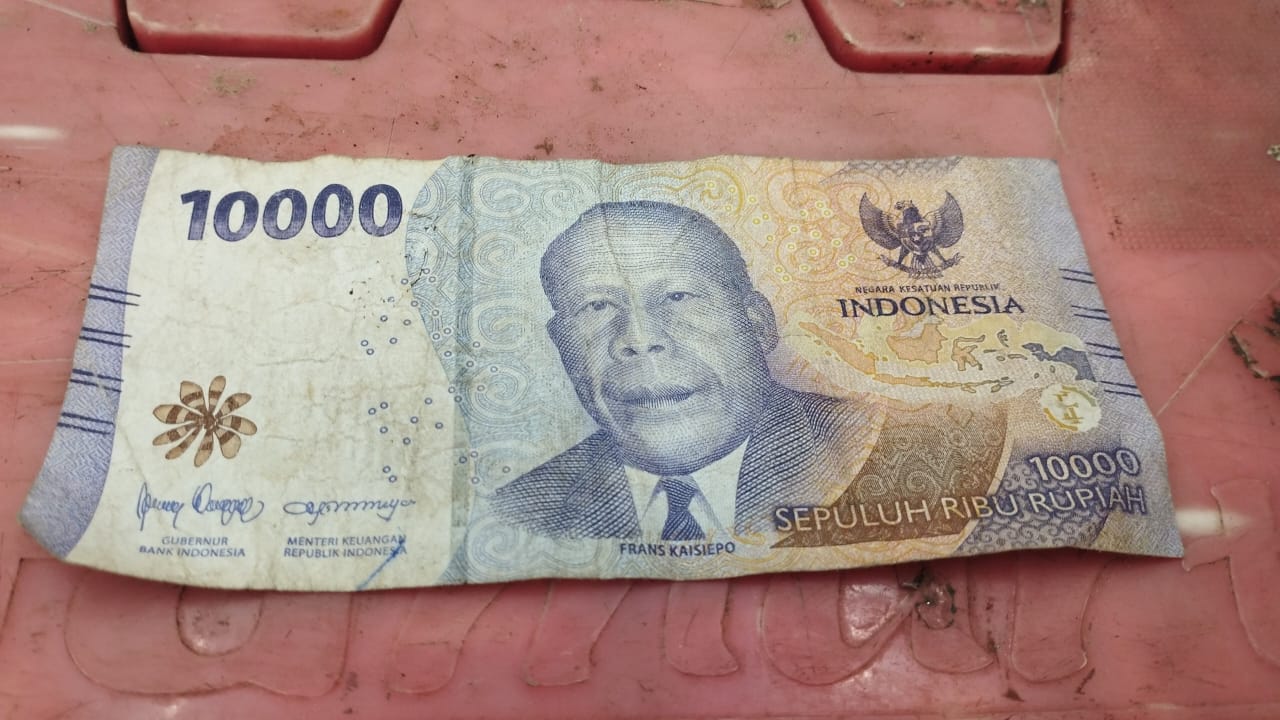 10000
NEGARA KESATUAN REPUBLIK
INDONESIA
GUBERNUR
BANK INDONESIA
MENTERI KEUANGAN
REPUBLIK INDONESIA
FRANS KAISIEPO
10000
SEPULUH RIBU RUPIAH